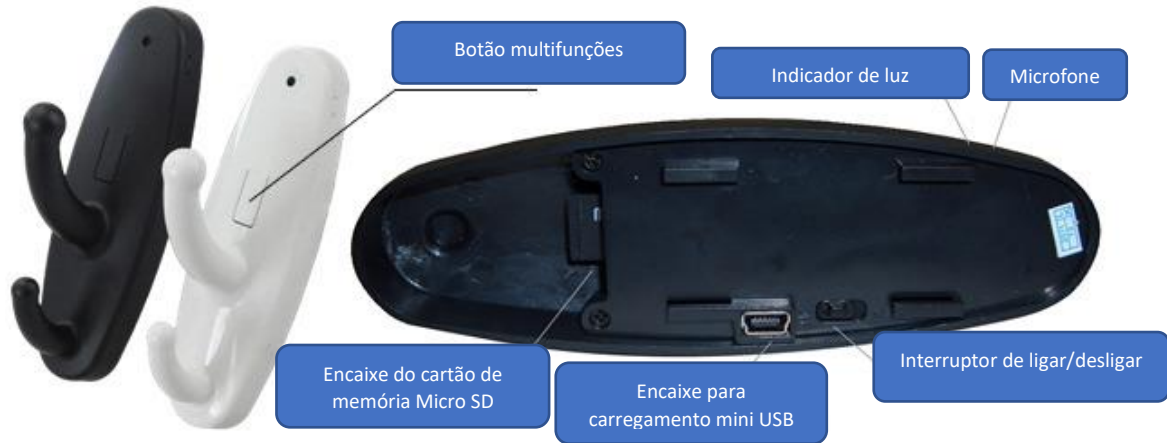 Botão multifunções
Indicador de luz
Microfone
Interruptor de ligar/desligar
Encaixe do cartão de
memória Micro SD
Encaixe para
carregamento mini USB